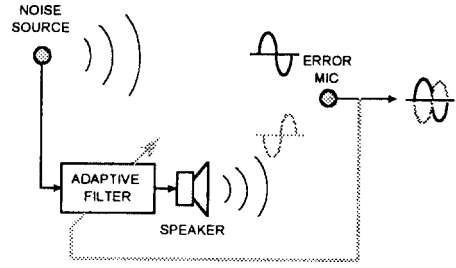 NOISE
SOURCE
ERROR
MIC
ADAPTIVE
FILTER
SPEAKER